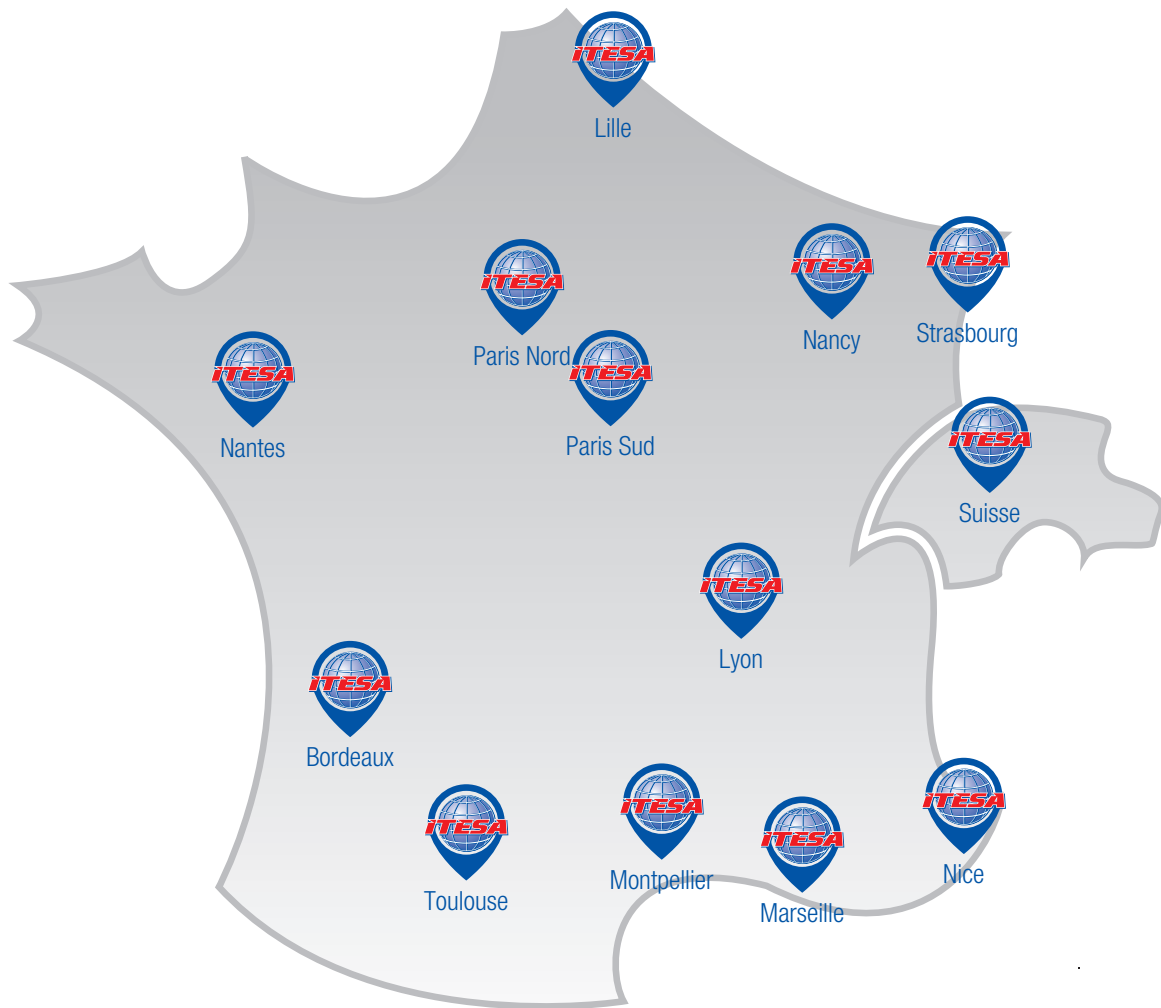 ITESA
Lille
ITESA
Nancy
ITESA
Strasbourg
ITESA
Paris Nord
ITESA
Paris Sud
ITESA
Nantes
ITESA
Suisse
ITESA
Lyon
ITESA
Bordeaux
ITESA
Toulouse
ITESA
Montpellier
ITESA
Marseille
ITESA
Nice